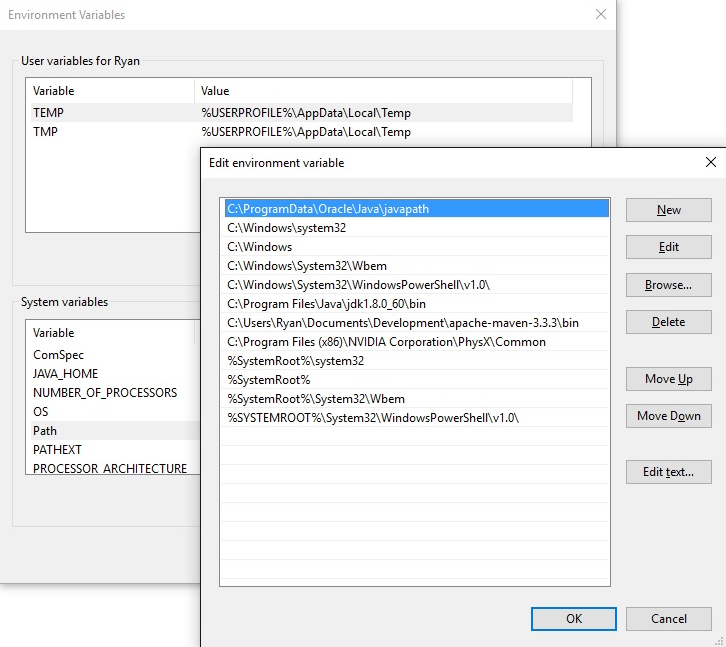 Environment Variables
User variables for Ryan
Variable Value
TEMP %USERPROFILE%\AppData\Local\Temp
TMP %USERPROFILE%\AppData\Local\Temp
System variables
Variable
ComSpec
JAVA_HOME
NUMBER_OF_PROCESSORS
OS
Path
PATHEXT
PROCESSOR_ARCHITECTURE
Edit environment variable
C:\ProgramData\Oracle\Java\javapath
C:\Windows\system32
C:\Windows
C:\Windows\System32\Wbem
C:\Windows\System32\WindowsPowerShell\v1.0\
C:\Program Files\Java\jdk1.8.0_60\bin
C:\Users\Ryan\Documents\Development\apache-maven-3.3.3\bin
C:\Program Files (x86)\NVIDIA Corporation\PhysX\Common
%SystemRoot%\system32
%SystemRoot%
%SystemRoot%\System32\Wbem
%SYSTEMROOT%\System32\WindowsPowerShell\v1.0\
New
Edit
Browse...
Delete
Move Up
Move Down
Edit text...
OK
Cancel